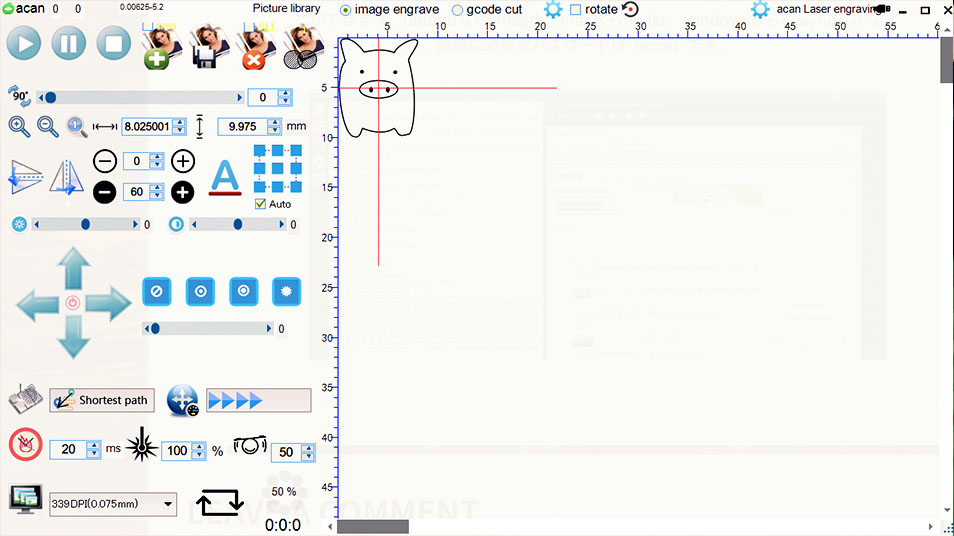 acan 0 0 0.00625-5.2 Picture library image engrave gcode cut rotate acan Laser engraving
5 10 15 20 25 30 35 40 45 50 55 6
90° 0
5
8.025001 9.975 mm
10
0
A
15
60
Auto
20
0 0
25
30
0
35
Shortest path
40
20 ms 100 % 50
45
50 %
339DPI(0.075mm)
LEAVE A COMMENT
0:0:0